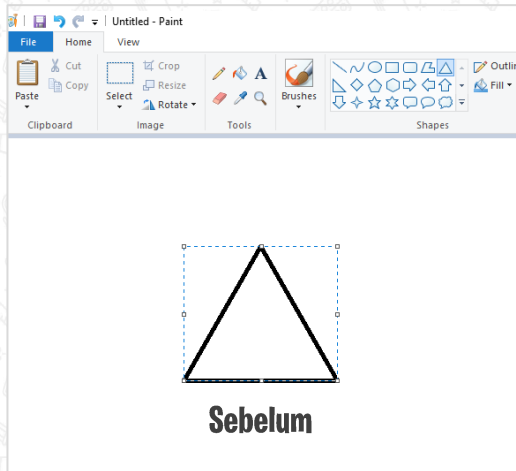 Untitled - Paint
File Home View
Paste
Cut
Copy
Clipboard
Select
Crop
Resize
Rotate
Image
A
Tools
Brushes
Outlin
Fill
Shapes
Sebelum